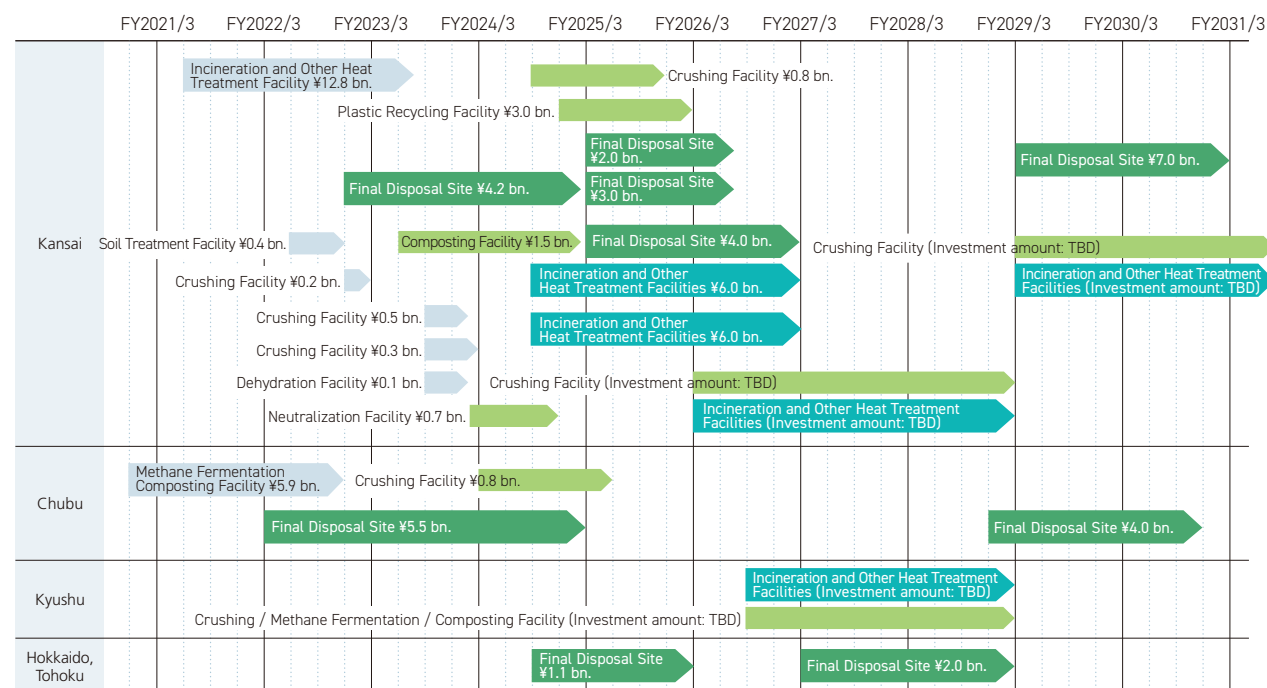 FY2021/3 FY2022/3 FY2023/3 FY2024/3 FY2025/3 FY2026/3 FY2027/3 FY2028/3 FY2029/3 FY2030/3 FY2031/3
Kansai
Incineration and Other Heat
Treatment Facility ¥12.8 bn.
Crushing Facility ¥0.8 bn.
Plastic Recycling Facility ¥3.0 bn.
Final Disposal Site
¥2.0 bn.
Final Disposal Site ¥7.0 bn.
Final Disposal Site ¥4.2 bn.
Final Disposal Site
¥3.0 bn.
Soil Treatment Facility ¥0.4 bn.
Composting Facility ¥1.5 bn.
Final Disposal Site ¥4.0 bn.
Crushing Facility (Investment amount: TBD)
Crushing Facility ¥0.2 bn.
Incineration and Other
Heat Treatment Facilities ¥6.0 bn.
Incineration and Other Heat Treatment
Facilities (Investment amount: TBD)
Crushing Facility ¥0.5 bn.
Incineration and Other
Heat Treatment Facilities ¥6.0 bn.
Crushing Facility ¥0.3 bn.
Dehydration Facility ¥0.1 bn.
Crushing Facility (Investment amount: TBD)
Neutralization Facility ¥0.7 bn.
Incineration and Other Heat Treatment
Facilities (Investment amount: TBD)
Chubu
Methane Fermentation
Composting Facility ¥5.9 bn.
Crushing Facility ¥0.8 bn.
Final Disposal Site ¥5.5 bn.
Final Disposal Site ¥4.0 bn.
Kyushu
Incineration and Other Heat Treatment
Facilities (Investment amount: TBD)
Crushing / Methane Fermentation / Composting Facility (Investment amount: TBD)
Hokkaido,
Tohoku
Final Disposal Site
¥1.1 bn.
Final Disposal Site ¥2.0 bn.